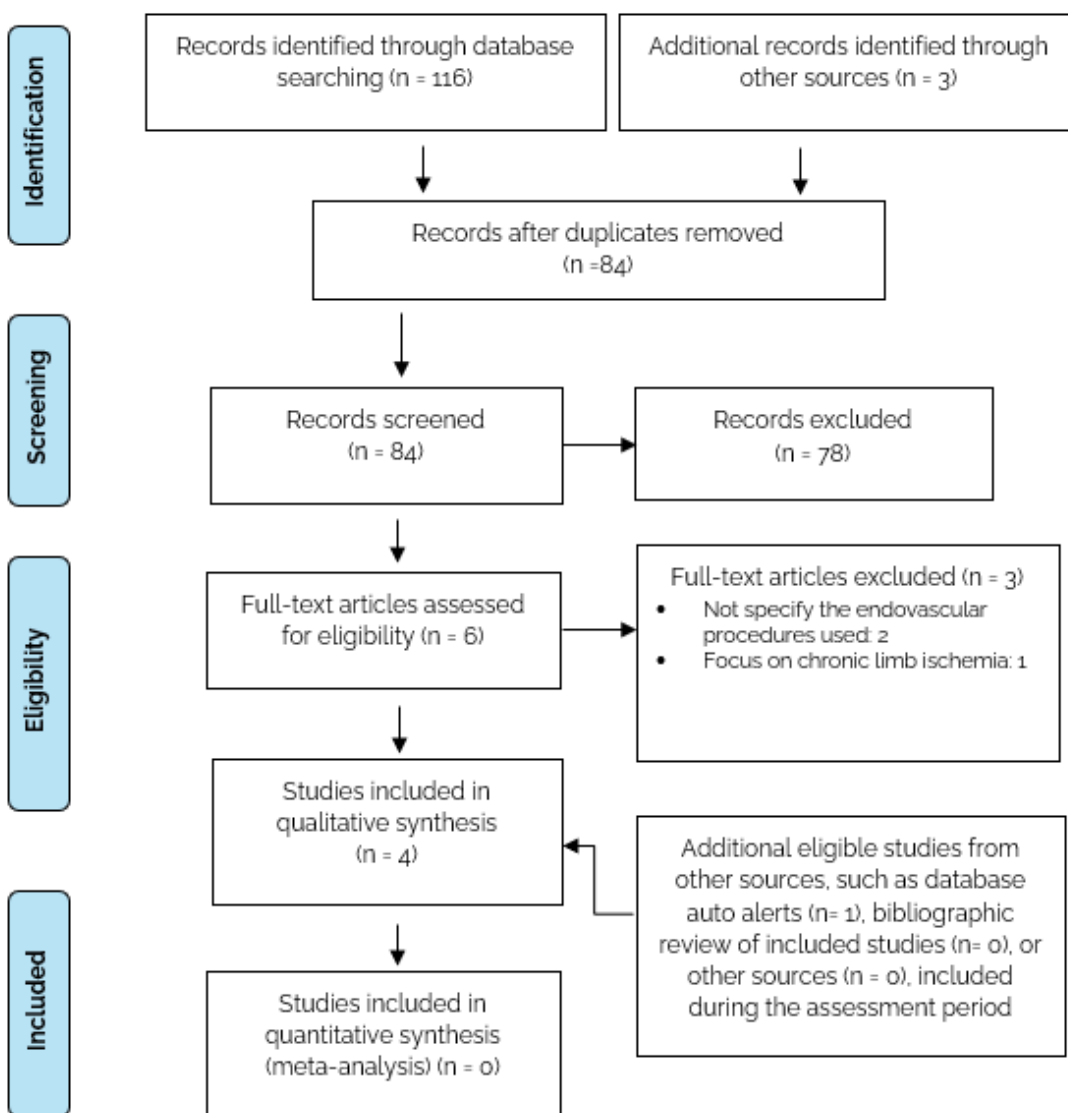 Identification
Records identified through database
searching (n = 116)
Additional records identified through
other sources (n = 3)
Records after duplicates removed
(n =84)
Screening
Records screened
(n = 84)
Records excluded
(n = 78)
Eligibility
Full-text articles assessed
for eligibility (n = 6)
Full-text articles excluded (n = 3)
• Not specify the endovascular
procedures used: 2
• Focus on chronic limb ischemia: 1
Studies included in
qualitative synthesis
(n = 4)
Additional eligible studies from
other sources, such as database
auto alerts (n= 1), bibliographic
review of included studies (n= 0), or
other sources (n = 0), included
during the assessment period
Included
Studies included in
quantitative synthesis
(meta-analysis) (n = 0)